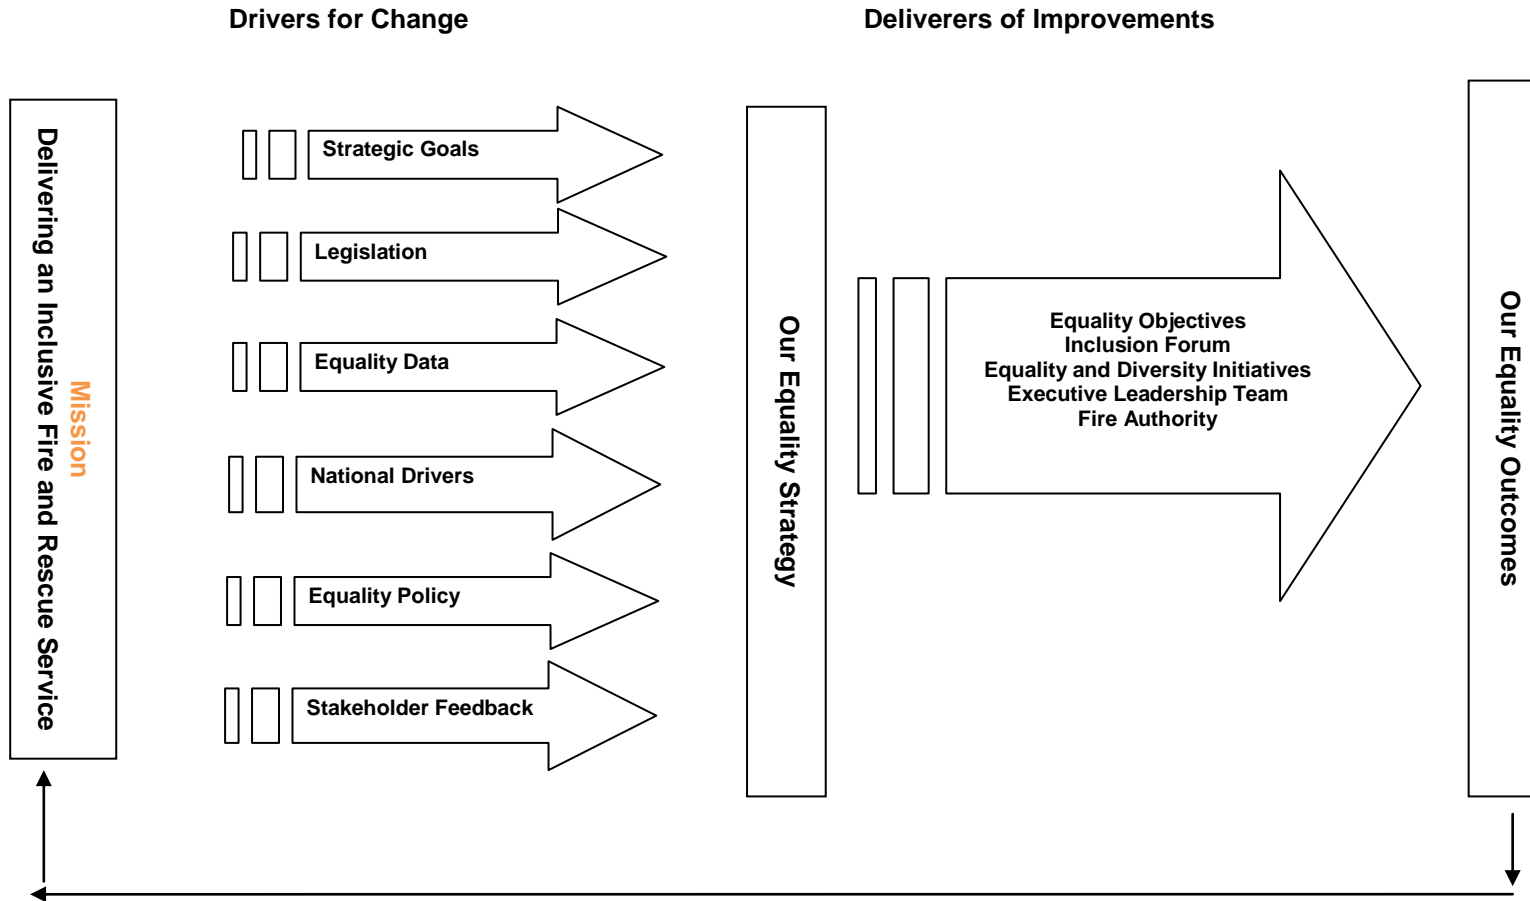 Drivers for Change
Deliverers of Improvements
Mission
Delivering an Inclusive Fire and Rescue Service
Strategic Goals
Legislation
Equality Data
National Drivers
Equality Policy
Stakeholder Feedback
Our Equality Strategy
Equality Objectives
Inclusion Forum
Equality and Diversity Initiatives
Executive Leadership Team
Fire Authority
Our Equality Outcomes